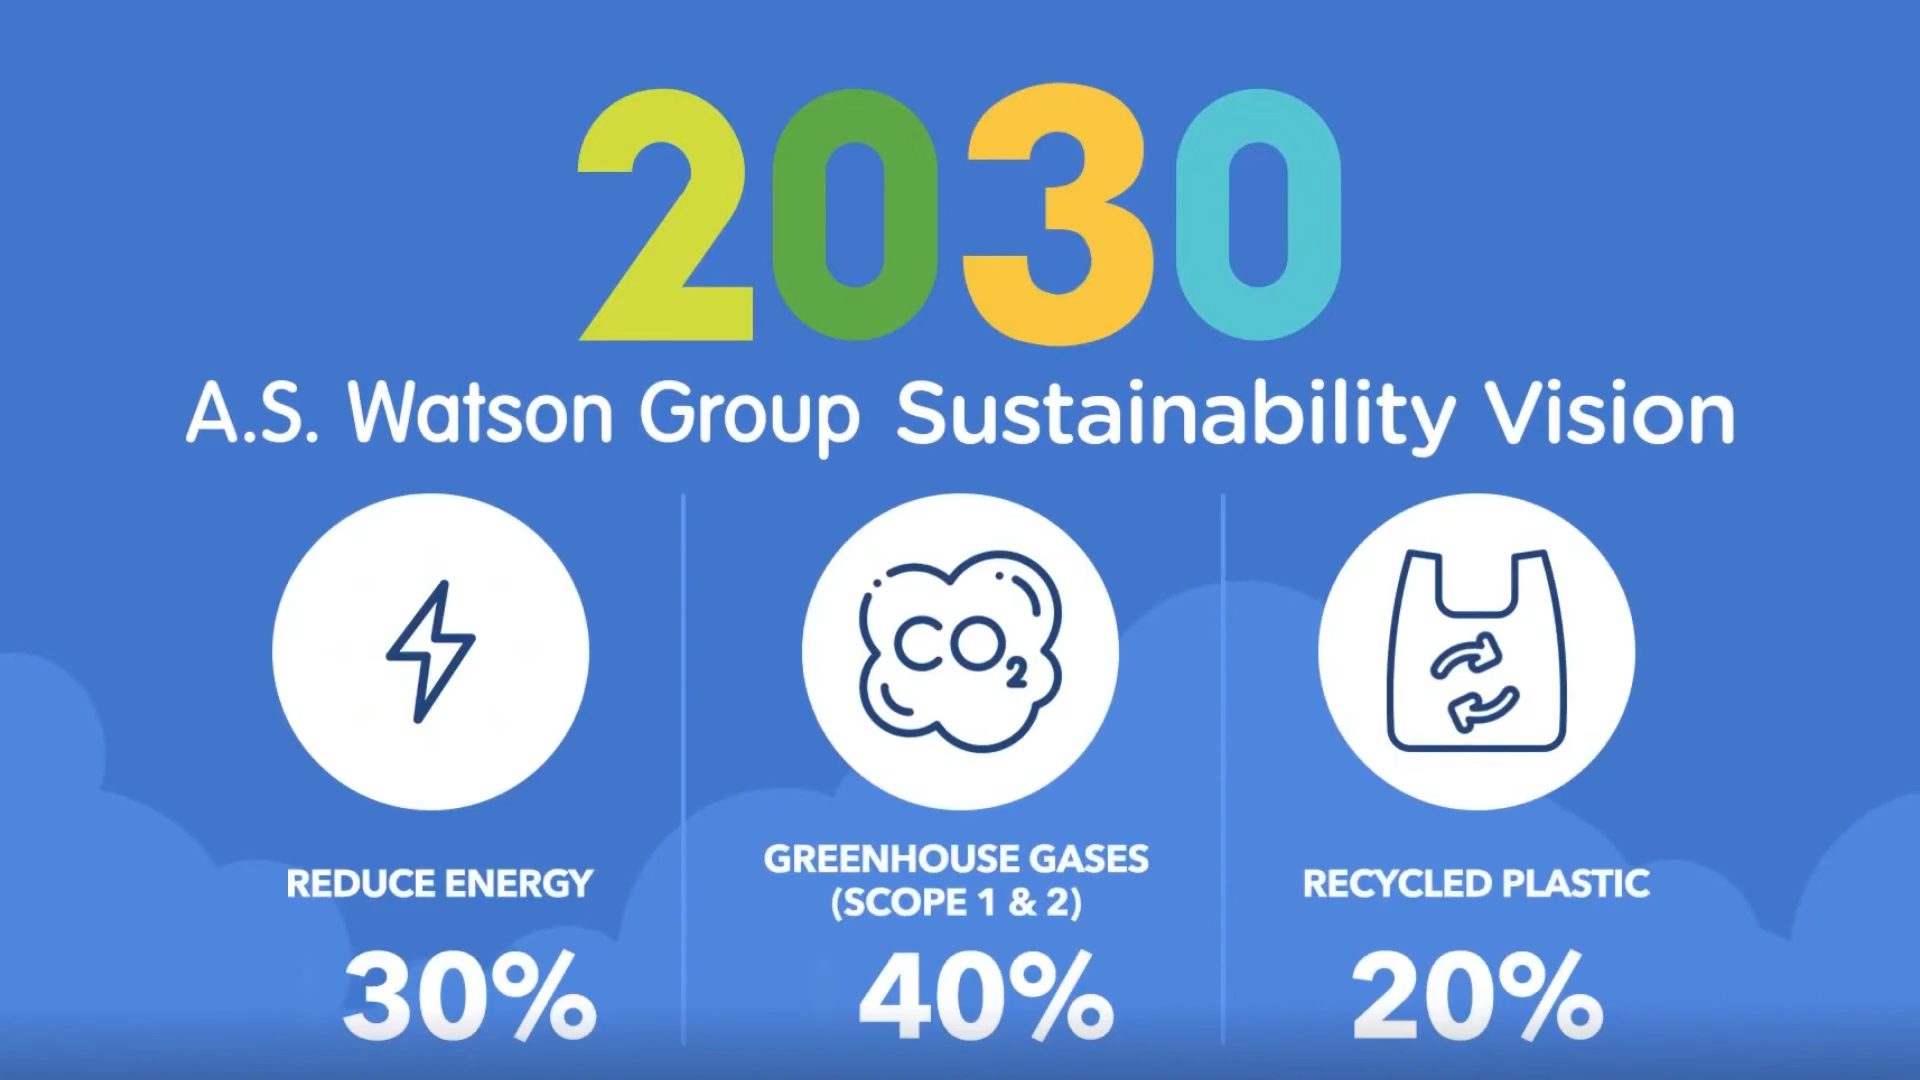 2030
A.S. Watson Group Sustainability Vision
CO₂
REDUCE ENERGY
30%
GREENHOUSE GASES
(SCOPE 1 & 2)
40%
RECYCLED PLASTIC
20%